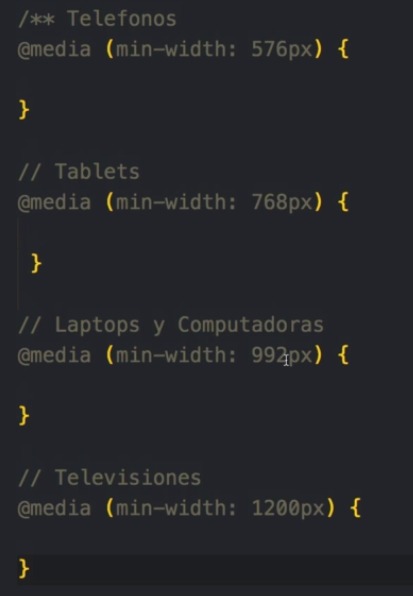 /** Telefonos
@media (min-width: 576px) {
}
// Tablets
@media (min-width: 768px) {
}
// Laptops y Computadoras
@media (min-width: 992px) {
}
// Televisiones
@media (min-width: 1200px) {
}